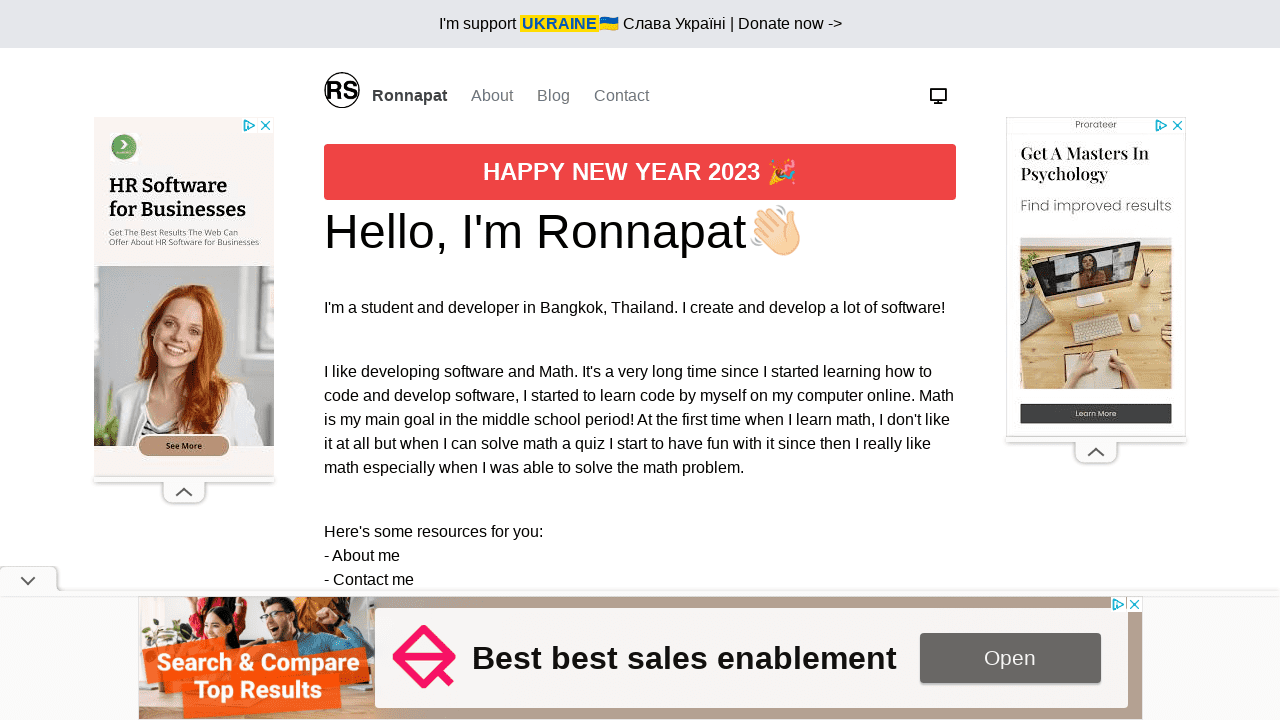 I'm support UKRAINE🇺🇦 Слава Україні | Donate now ->
RS Ronnapat About Blog Contact
HAPPY NEW YEAR 2023 🎉
Hello, I'm Ronnapat👋🏻
I'm a student and developer in Bangkok, Thailand. I create and develop a lot of software!
I like developing software and Math. It's a very long time since I started learning how to
code and develop software, I started to learn code by myself on my computer online. Math
is my main goal in the middle school period! At the first time when I learn math, I don't like
it at all but when I can solve math a quiz I start to have fun with it since then I really like
math especially when I was able to solve the math problem.
Here's some resources for you:
- About me
- Contact me
HR Software
for Businesses
Get The Best Results The Web Can
Offer About HR Software for Businesses
See More
Prorateer
Get A Masters In
Psychology
Find improved results
Learn More
Search & Compare
Top Results
Best best sales enablement
Open